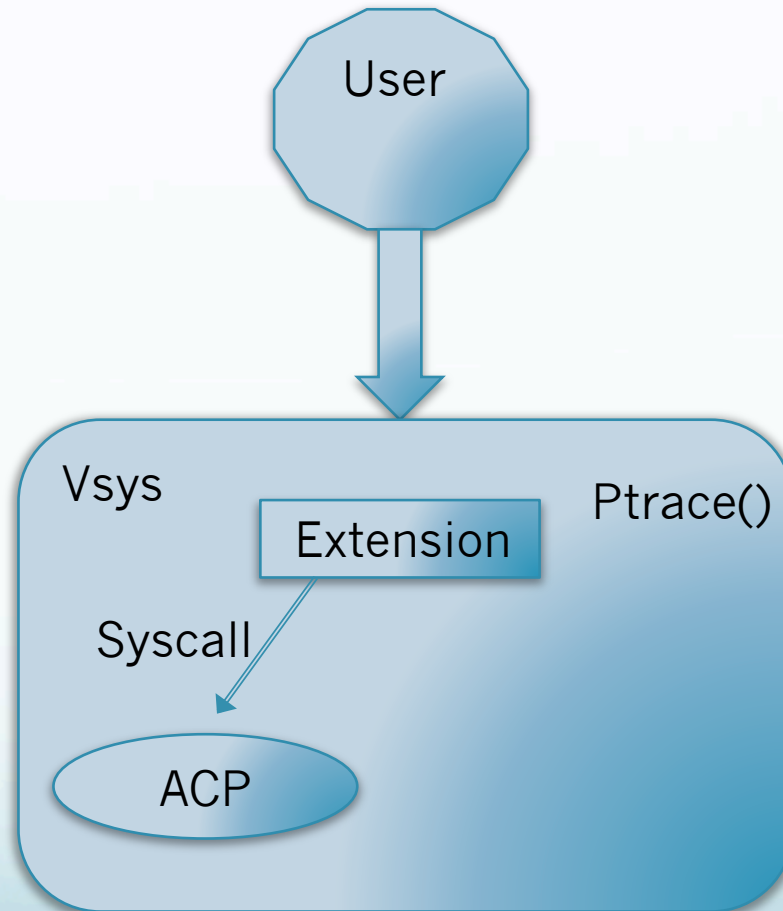 User
Vsys
Ptrace()
Extension
Syscall
ACP